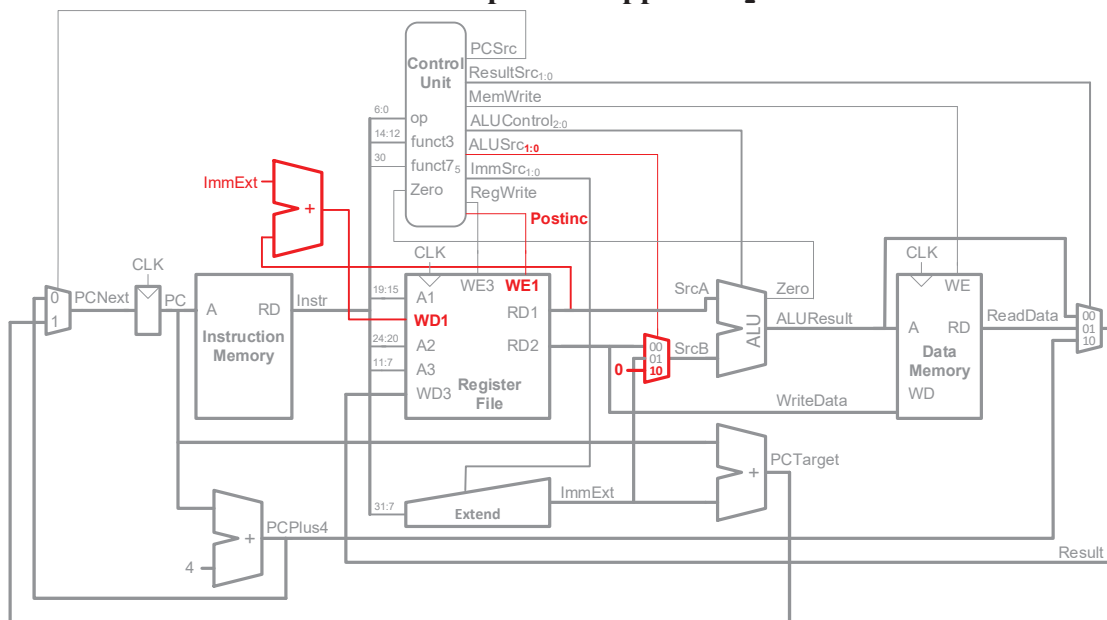 PCSrc
Control
Unit
ResultSrc1:0
MemWrite
6:0
op
ALUControl2:0
14:12
funct3
ALUSrc1:0
30
funct75
ImmSrc1:0
ImmExt
Zero
RegWrite
+
Postinc
CLK
CLK
CLK
0
1
PCNext
PC
A
RD
Instr
Instruction
Memory
19:15
A1
WE3
WE1
WD1
RD1
24:20
A2
RD2
11:7
A3
WD3
Register
File
SrcA
Zero
00
01
10
SrcB
0
ALU
ALUResult
WE
A
RD
ReadData
Data
Memory
WD
00
01
10
WriteData
+
PCTarget
31:7
Extend
ImmExt
+
PCPlus4
4
Result